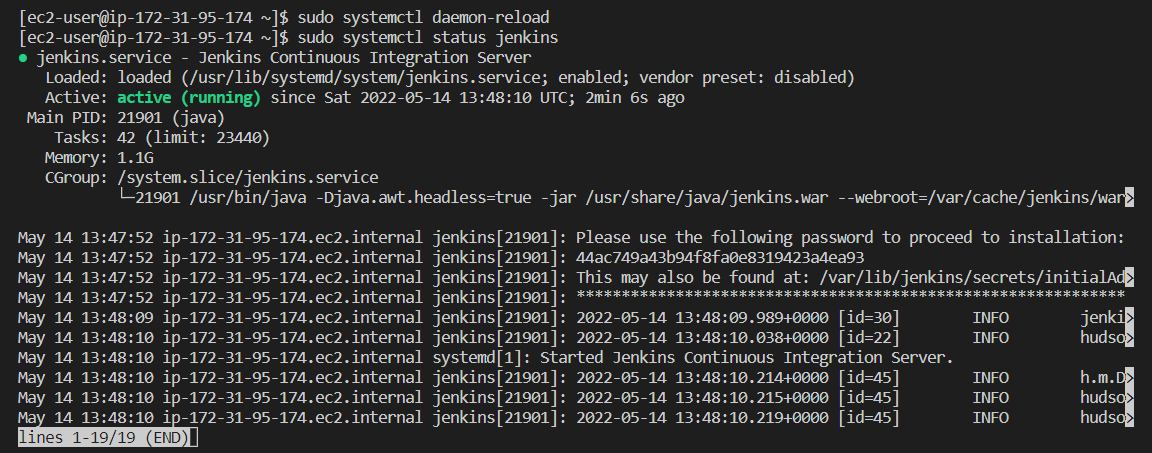 [ec2-user@ip-172-31-95-174 ~]$ sudo systemctl daemon-reload
[ec2-user@ip-172-31-95-174 ~]$ sudo systemctl status jenkins
● jenkins.service - Jenkins Continuous Integration Server
Loaded: loaded (/usr/lib/systemd/system/jenkins.service; enabled; vendor preset: disabled)
Active: active (running) since Sat 2022-05-14 13:48:10 UTC; 2min 6s ago
Main PID: 21901 (java)
Tasks: 42 (limit: 23440)
Memory: 1.1G
CGroup: /system.slice/jenkins.service
└─21901 /usr/bin/java -Djava.awt.headless=true -jar /usr/share/java/jenkins.war --webroot=/var/cache/jenkins/war>
May 14 13:47:52 ip-172-31-95-174.ec2.internal jenkins[21901]: Please use the following password to proceed to installation:
May 14 13:47:52 ip-172-31-95-174.ec2.internal jenkins[21901]: 44ac749a43b94f8fa0e8319423a4ea93
May 14 13:47:52 ip-172-31-95-174.ec2.internal jenkins[21901]: This may also be found at: /var/lib/jenkins/secrets/initialAd>
May 14 13:47:52 ip-172-31-95-174.ec2.internal jenkins[21901]: *************************************************************
May 14 13:48:09 ip-172-31-95-174.ec2.internal jenkins[21901]: 2022-05-14 13:48:09.989+0000 [id=30] INFO jenki>
May 14 13:48:10 ip-172-31-95-174.ec2.internal jenkins[21901]: 2022-05-14 13:48:10.038+0000 [id=22] INFO hudso>
May 14 13:48:10 ip-172-31-95-174.ec2.internal systemd[1]: Started Jenkins Continuous Integration Server.
May 14 13:48:10 ip-172-31-95-174.ec2.internal jenkins[21901]: 2022-05-14 13:48:10.214+0000 [id=45] INFO h.m.D>
May 14 13:48:10 ip-172-31-95-174.ec2.internal jenkins[21901]: 2022-05-14 13:48:10.215+0000 [id=45] INFO hudso>
May 14 13:48:10 ip-172-31-95-174.ec2.internal jenkins[21901]: 2022-05-14 13:48:10.219+0000 [id=45] INFO hudso>
lines 1-19/19 (END)